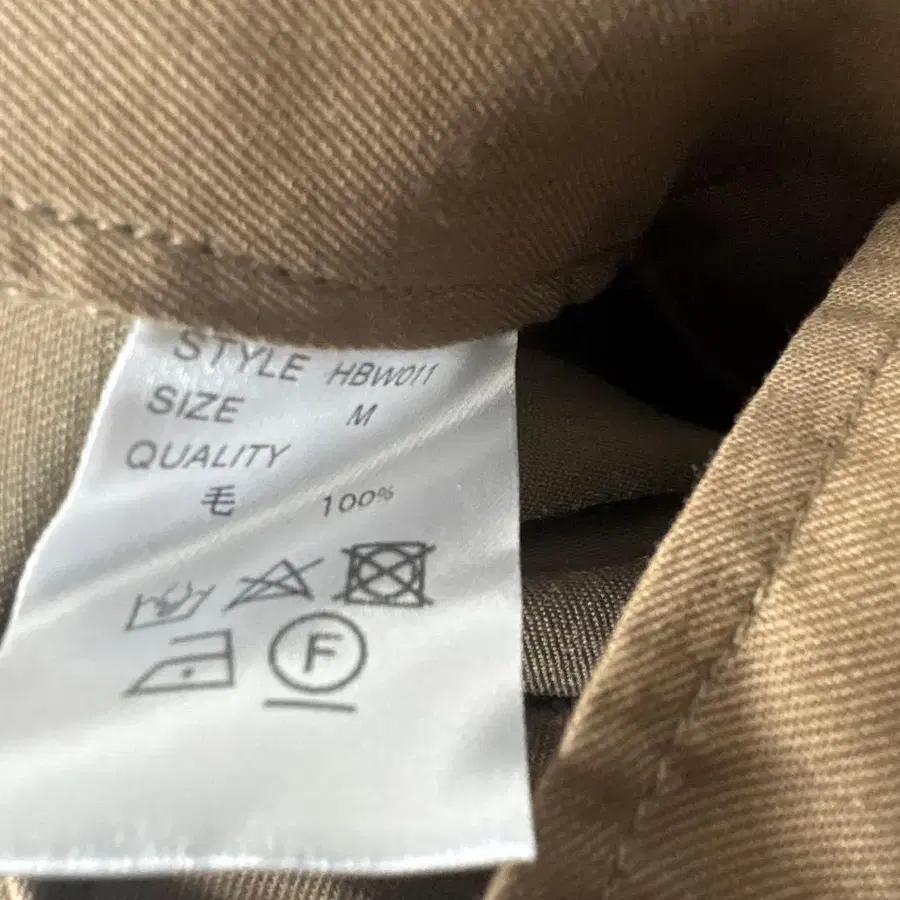 STYLE HBW011
SIZE M
QUALITY
毛 100%
F